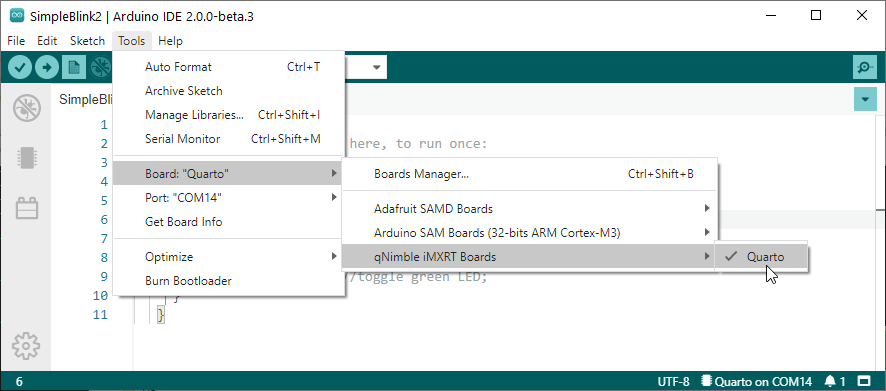 SimpleBlink2 | Arduino IDE 2.0.0-beta.3
File Edit Sketch Tools Help
Auto Format Ctrl+T
Archive Sketch
Manage Libraries... Ctrl+Shift+I
Serial Monitor Ctrl+Shift+M
Board: "Quarto"
Port: "COM14"
Get Board Info
Optimize
Burn Bootloader
Boards Manager... Ctrl+Shift+B
Adafruit SAMD Boards
Arduino SAM Boards (32-bits ARM Cortex-M3)
qNimble iMXRT Boards
Quarto
1
2 here, to run once:
3
4
5
6
7
8
9 /toggle green LED;
10 }
11 }
6 UTF-8 Quarto on COM14 1